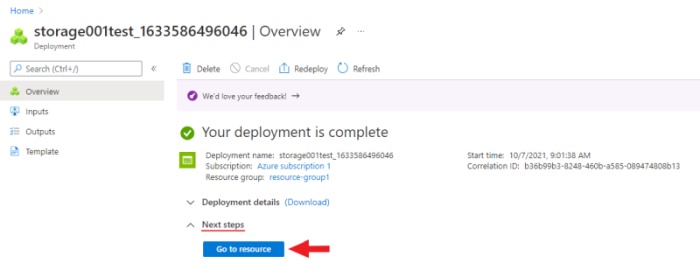 Home >
storage001test_1633586496046 | Overview ...
Deployment
Search (Ctrl+/) «
Overview
Inputs
Outputs
Template
Delete Cancel Redeploy Refresh
We'd love your feedback! →
Your deployment is complete
Deployment name: storage001test_1633586496046
Subscription: Azure subscription 1
Resource group: resource-group1
Start time: 10/7/2021, 9:01:38 AM
Correlation ID: b36b99b3-8248-460b-a585-089474808b13
Deployment details (Download)
Next steps
Go to resource